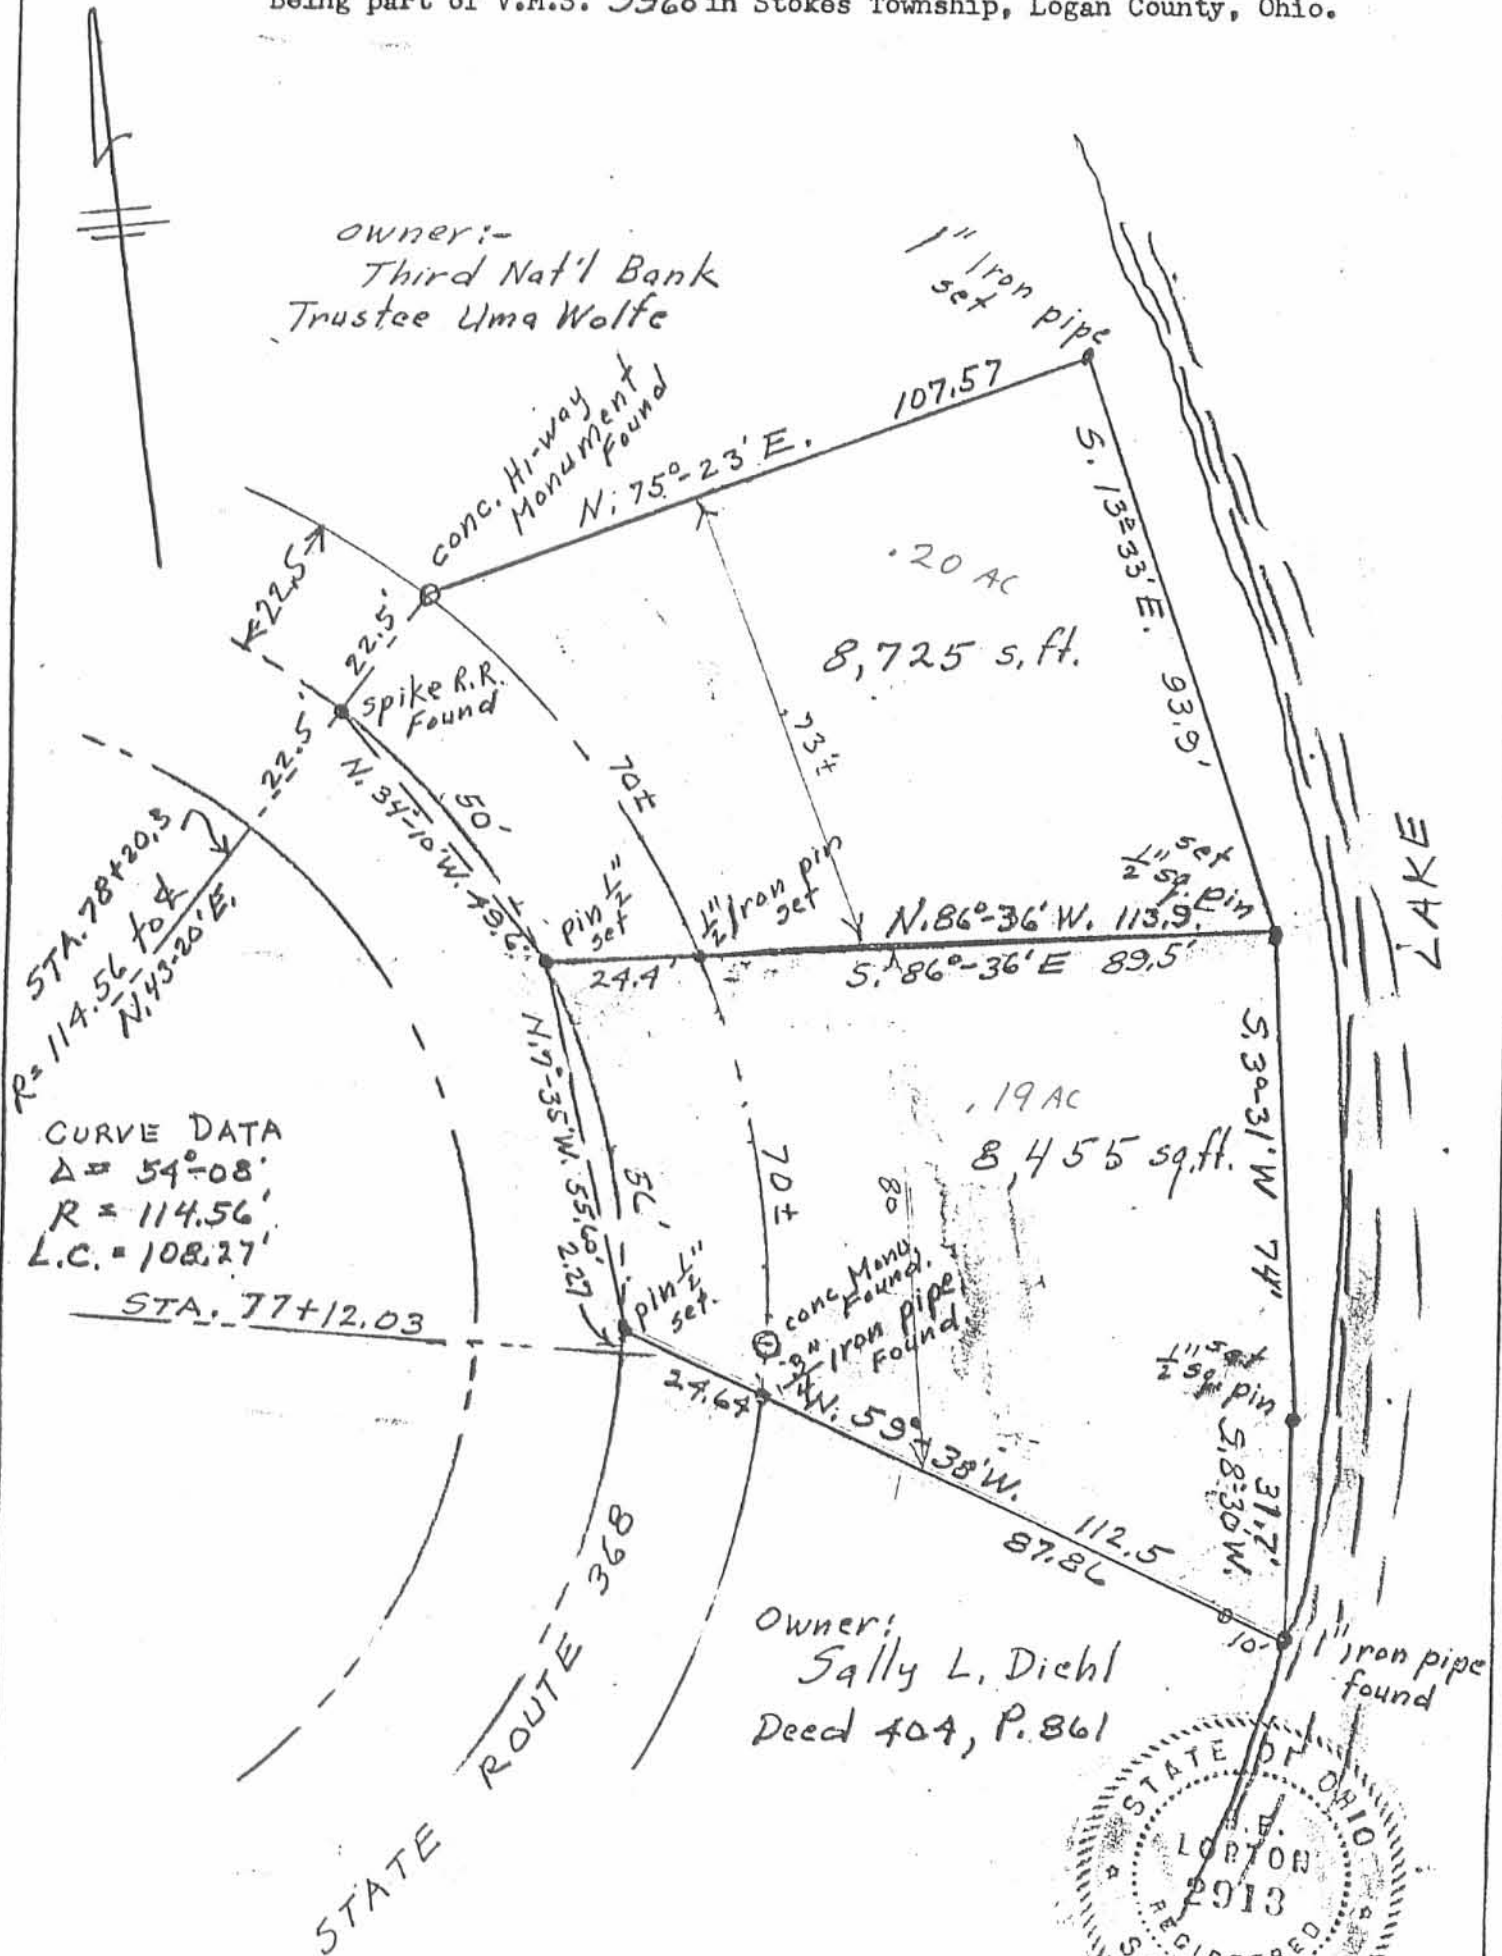 Being part of V.M.S. 9960 in Stokes Township, Logan County, Ohio.
owner:-
Third Nat'l Bank
Trustee Uma Wolfe
1" Iron pipe
set
conc. Hi-way
Monument
Found
N. 75°-23' E.
107.57
S. 13°-33' E. 93.9'
.20 AC
8,725 s.ft.
22.5
22.5'
22.5'
spike R.R.
Found
50'
N. 34°-10' W. 49.6'
70±
73'±
pin 1/2"
set
1/2" Iron pin
set
1/2" set
sq. pin
N. 86°-36' W. 113.9'
24.4'
S. 86°-36' E 89.5'
LAKE
STA. 78+20.3
R= 114.56 to ℄
N. 43-20' E.
CURVE DATA
Δ = 54°-08'
R = 114.56'
L.C. = 108.27'
STA. 77+12.03
N. 7°-35' W. 55.60'
56'
2.27
70±
.19 AC
8,455 sq.ft.
80
S. 3°-31' W 74'
pin 1/2"
set.
conc. Monu.
Found.
3/4" Iron pipe
Found.
1/2" set
sq. pin
24.64
N. 59°-38' W.
112.5
87.86
S. 8°-30' W.
31.7'
10'
1" Iron pipe
found
Owner:
Sally L. Diehl
Deed 404, P. 861
STATE ROUTE 368
STATE OF OHIO
LORTON
2913
REGISTERED